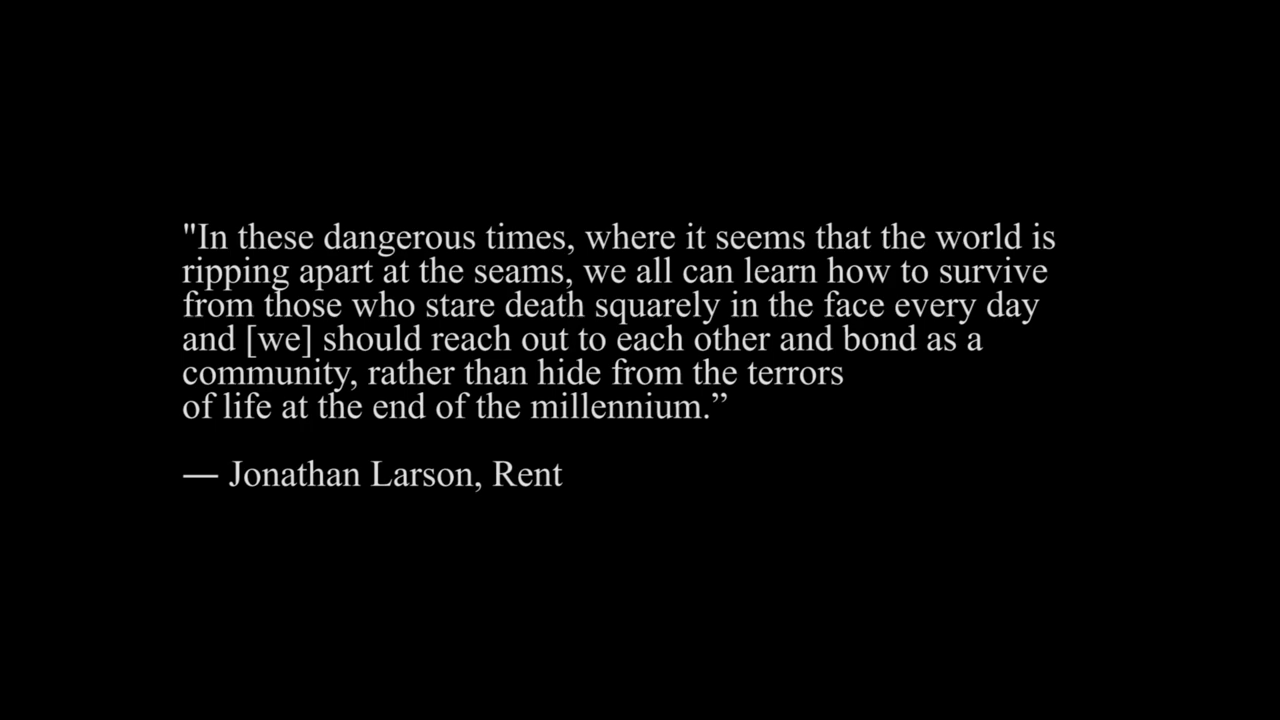 "In these dangerous times, where it seems that the world is
ripping apart at the seams, we all can learn how to survive
from those who stare death squarely in the face every day
and [we] should reach out to each other and bond as a
community, rather than hide from the terrors
of life at the end of the millennium.”
— Jonathan Larson, Rent